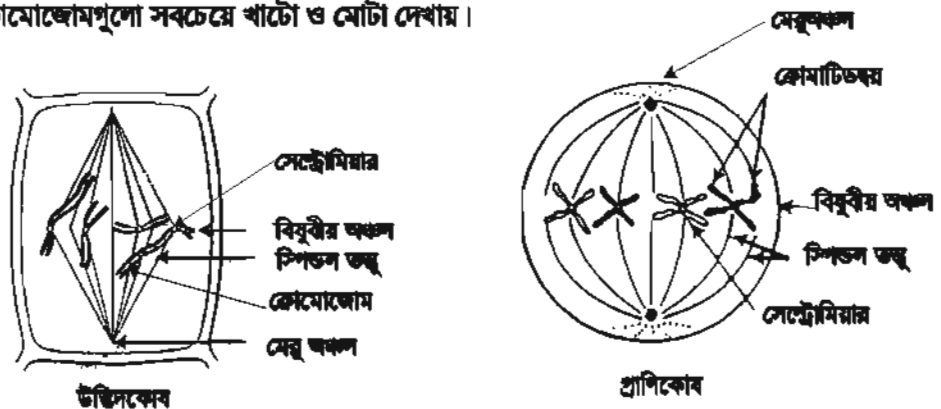 ামোজোমগুলো সবচেয়ে খাটো ও মোটা দেখায়।
মেরুঅঞ্চল
ক্রোমাটিডদ্বয়
সেন্ট্রোমিয়ার
বিষুবীয় অঞ্চল
স্পিন্ডল তন্তু
ক্রোমোজোম
মেরু অঞ্চল
উদ্ভিদকোষ
বিষুবীয় অঞ্চল
স্পিন্ডল তন্তু
সেন্ট্রোমিয়ার
প্রাণিকোষ